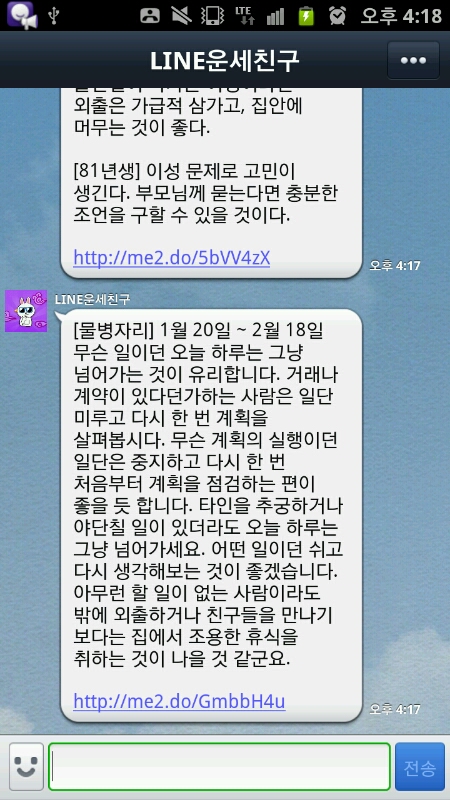 LTE
오후 4:18
LINE운세친구
외출은 가급적 삼가고, 집안에
머무는 것이 좋다.
[81년생] 이성 문제로 고민이
생긴다. 부모님께 묻는다면 충분한
조언을 구할 수 있을 것이다.
http://me2.do/5bVV4zX
오후 4:17
LINE운세친구
[물병자리] 1월 20일 ~ 2월 18일
무슨 일이던 오늘 하루는 그냥
넘어가는 것이 유리합니다. 거래나
계약이 있다던가하는 사람은 일단
미루고 다시 한 번 계획을
살펴봅시다. 무슨 계획의 실행이던
일단은 중지하고 다시 한 번
처음부터 계획을 점검하는 편이
좋을 듯 합니다. 타인을 추궁하거나
야단칠 일이 있더라도 오늘 하루는
그냥 넘어가세요. 어떤 일이던 쉬고
다시 생각해보는 것이 좋겠습니다.
아무런 할 일이 없는 사람이라도
밖에 외출하거나 친구들을 만나기
보다는 집에서 조용한 휴식을
취하는 것이 나을 것 같군요.
http://me2.do/GmbbH4u
오후 4:17
전송